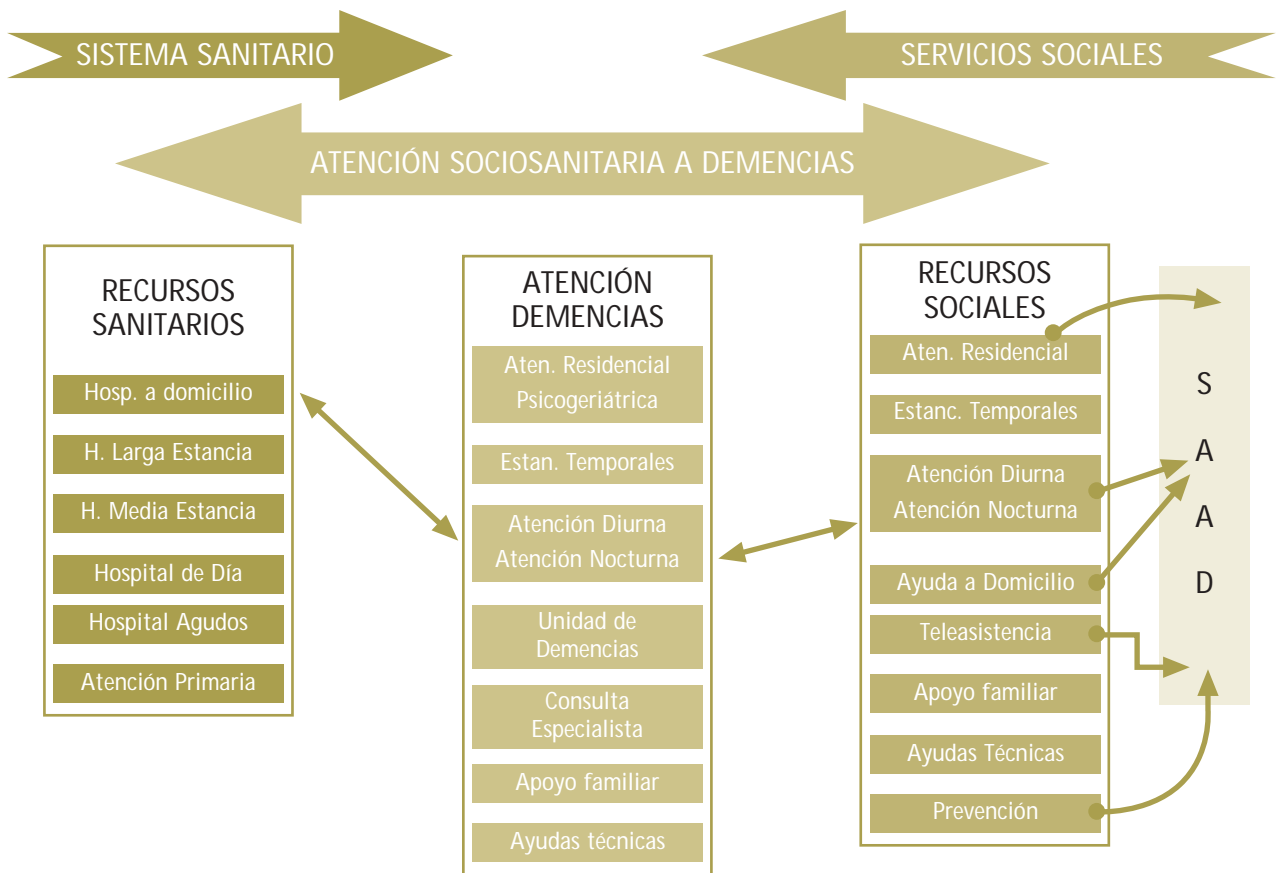 SISTEMA SANITARIO
SERVICIOS SOCIALES
ATENCIÓN SOCIOSANITARIA A DEMENCIAS
RECURSOS
SANITARIOS
Hosp. a domicilio
H. Larga Estancia
H. Media Estancia
Hospital de Día
Hospital Agudos
Atención Primaria
ATENCIÓN
DEMENCIAS
Aten. Residencial
Psicogeriátrica
Estan. Temporales
Atención Diurna
Atención Nocturna
Unidad de
Demencias
Consulta
Especialista
Apoyo familiar
Ayudas técnicas
RECURSOS
SOCIALES
Aten. Residencial
Estanc. Temporales
Atención Diurna
Atención Nocturna
Ayuda a Domicilio
Teleasistencia
Apoyo familiar
Ayudas Técnicas
Prevención
S
A
A
D